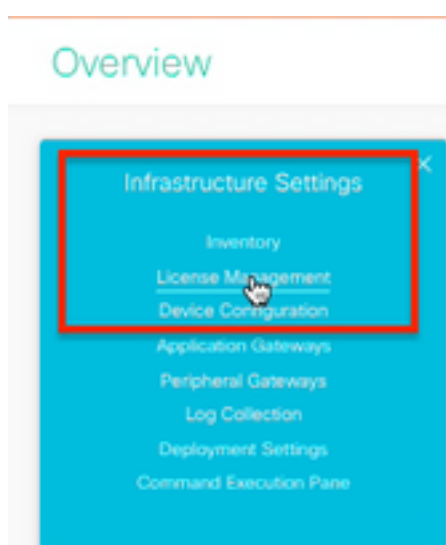 Overview
Infrastructure Settings
Inventory
License Management
Device Configuration
Application Gateways
Peripheral Gateways
Log Collection
Deployment Settings
Command Execution Pane